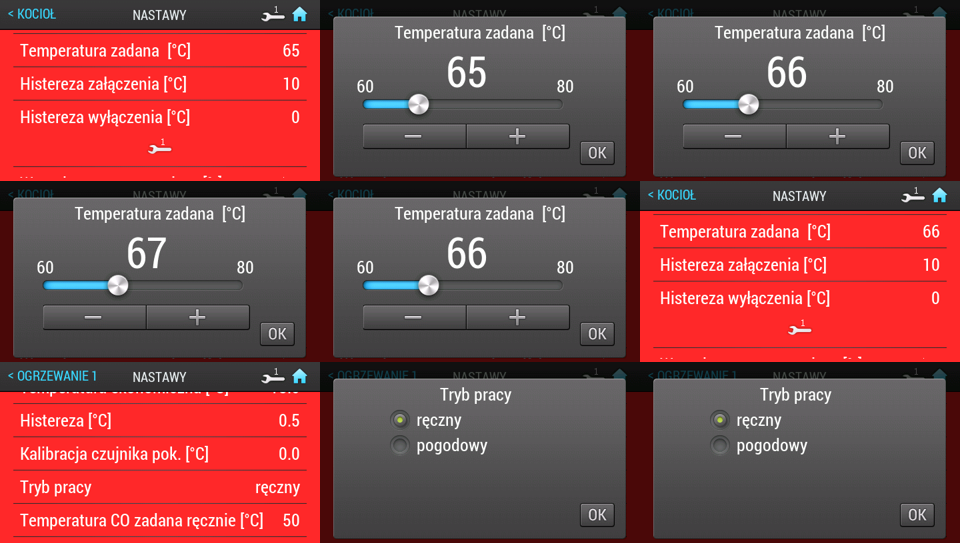 < KOCIOŁ NASTAWY 1
Temperatura zadana [°C] 65
Histereza załączenia [°C] 10
Histereza wyłączenia [°C] 0
1
Temperatura zadana [°C]
65
60 80
− +
OK
Temperatura zadana [°C]
66
60 80
− +
OK
Temperatura zadana [°C]
67
60 80
− +
OK
Temperatura zadana [°C]
66
60 80
− +
OK
< KOCIOŁ NASTAWY 1
Temperatura zadana [°C] 66
Histereza załączenia [°C] 10
Histereza wyłączenia [°C] 0
1
< OGRZEWANIE 1 NASTAWY 1
Histereza [°C] 0.5
Kalibracja czujnika pok. [°C] 0.0
Tryb pracy ręczny
Temperatura CO zadana ręcznie [°C] 50
Tryb pracy
ręczny
pogodowy
OK
Tryb pracy
ręczny
pogodowy
OK